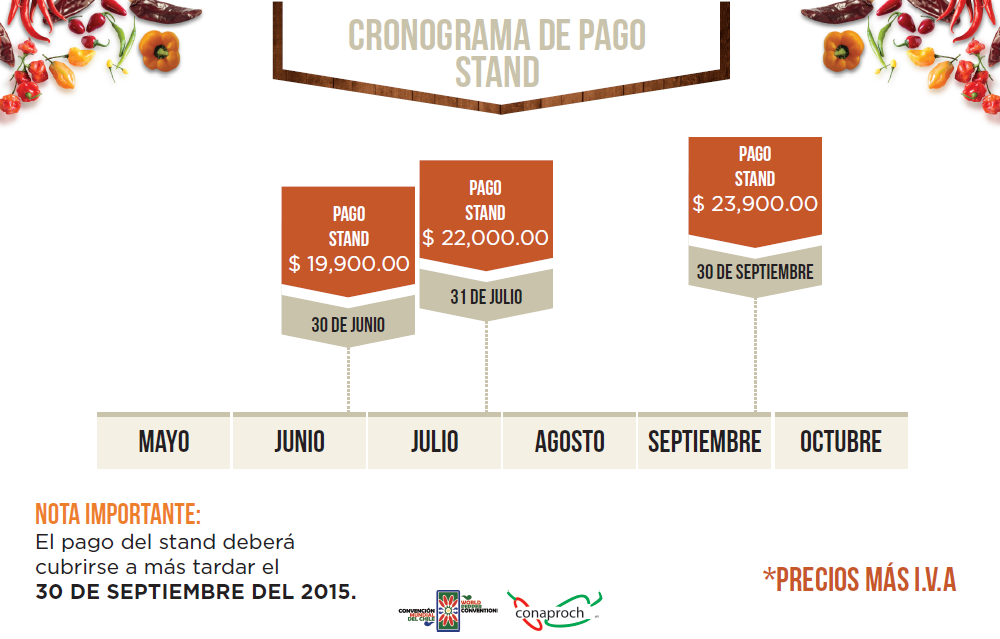 CRONOGRAMA DE PAGO
STAND
PAGO
STAND
$ 19,900.00
30 DE JUNIO
PAGO
STAND
$ 22,000.00
31 DE JULIO
PAGO
STAND
$ 23,900.00
30 DE SEPTIEMBRE
MAYO
JUNIO
JULIO
AGOSTO
SEPTIEMBRE
OCTUBRE
NOTA IMPORTANTE:
El pago del stand deberá
cubrirse a más tardar el
30 DE SEPTIEMBRE DEL 2015.
*PRECIOS MÁS I.V.A
CONVENCIÓN
MUNDIAL
DEL CHILE
WORLD
PEPPER
CONVENTION
conaproch